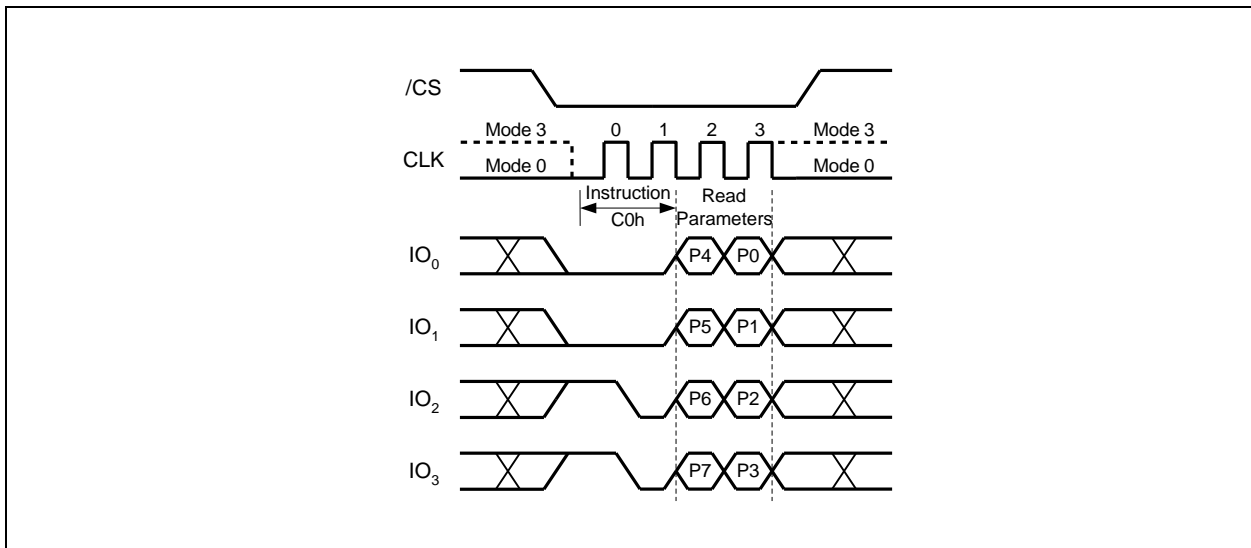 /CS
Mode 3 0 1 2 3 Mode 3
CLK
Mode 0 Mode 0
Instruction Read
C0h Parameters
IO0 P4 P0
IO1 P5 P1
IO2 P6 P2
IO3 P7 P3